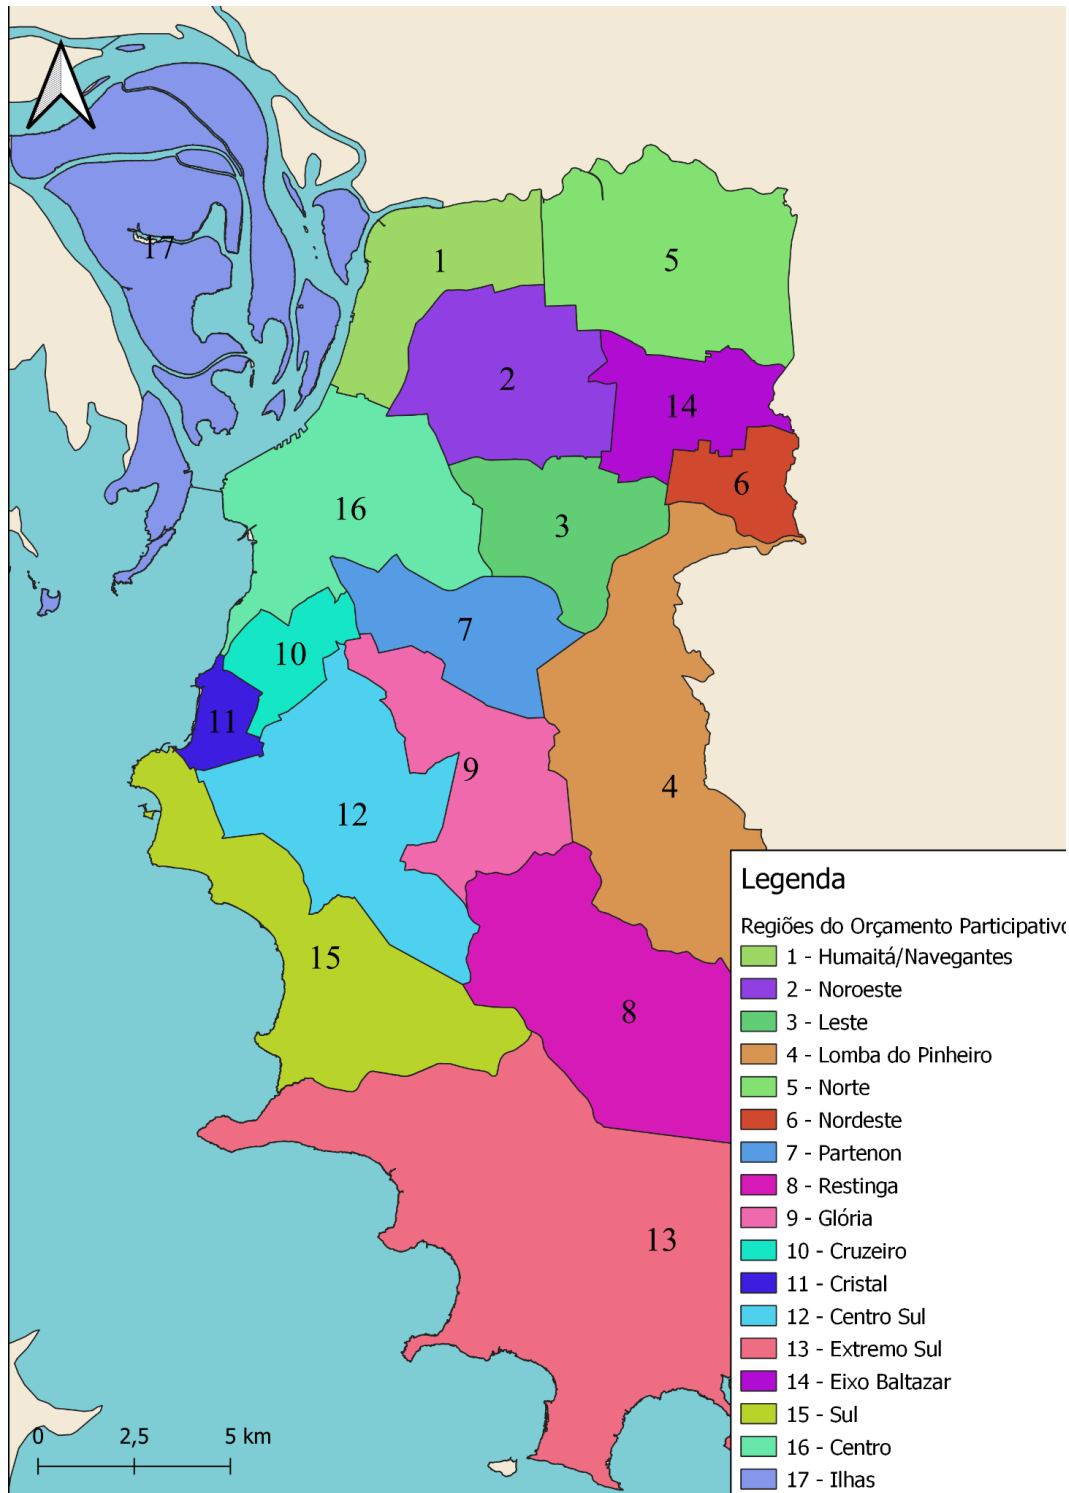 17
1
5
2
14
6
16
3
7
10
11
9
4
12
15
8
13
Legenda
Regiões do Orçamento Participativo
1 - Humaitá/Navegantes
2 - Noroeste
3 - Leste
4 - Lomba do Pinheiro
5 - Norte
6 - Nordeste
7 - Partenon
8 - Restinga
9 - Glória
10 - Cruzeiro
11 - Cristal
12 - Centro Sul
13 - Extremo Sul
14 - Eixo Baltazar
15 - Sul
16 - Centro
17 - Ilhas
0 2,5 5 km